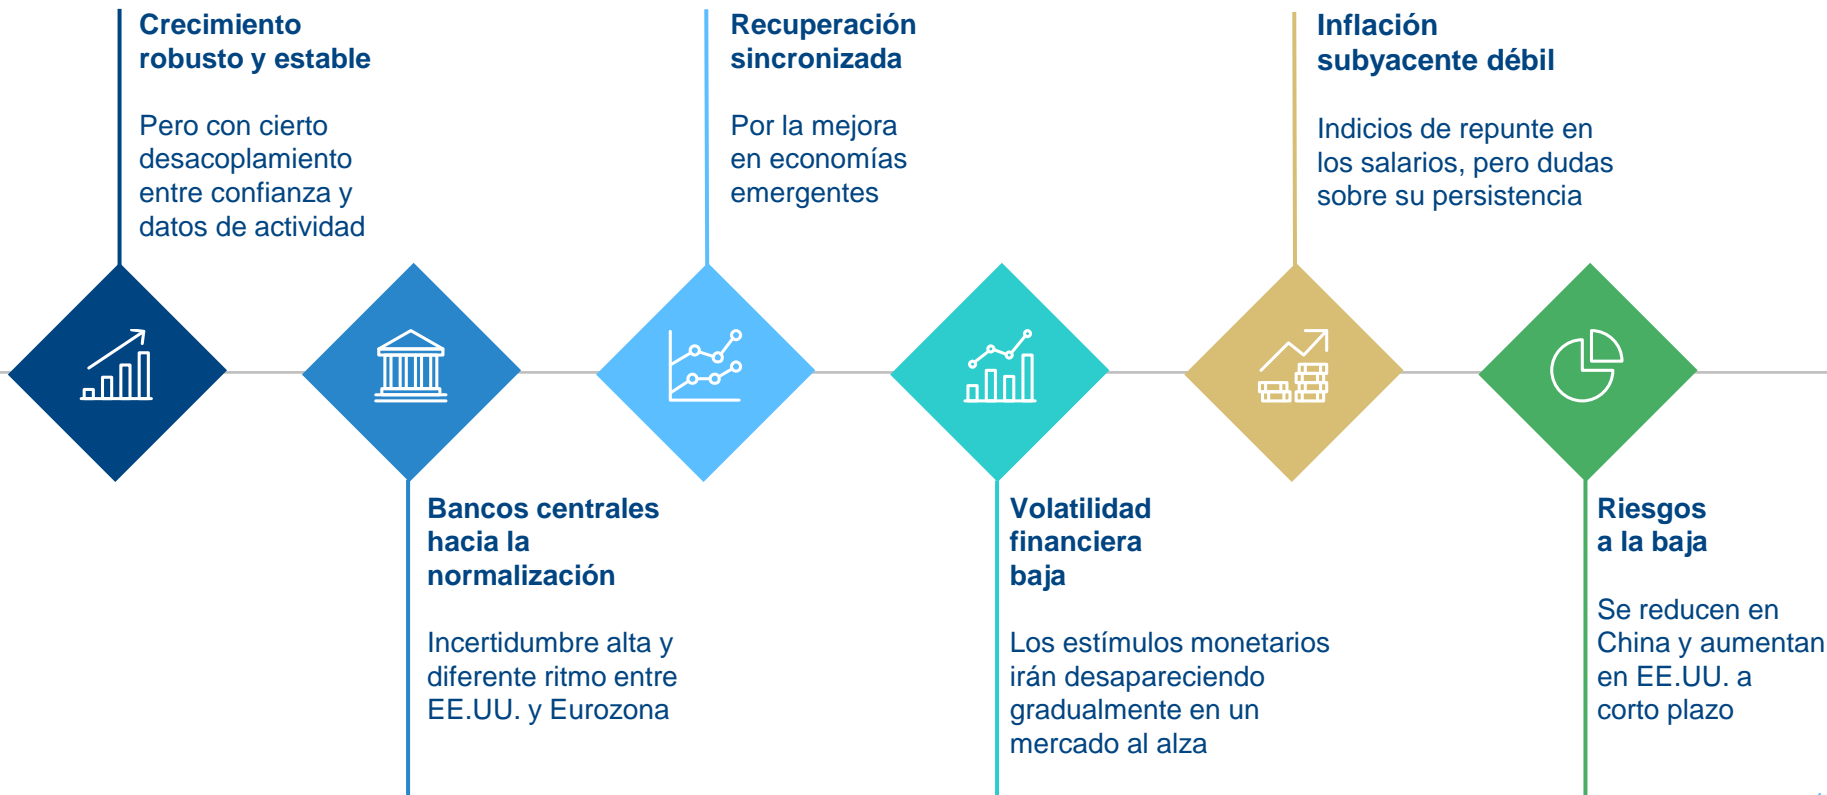 Crecimiento
robusto y estable
Pero con cierto
desacoplamiento
entre confianza y
datos de actividad
Bancos centrales
hacia la
normalización
Incertidumbre alta y
diferente ritmo entre
EE.UU. y Eurozona
Recuperación
sincronizada
Por la mejora
en economías
emergentes
Volatilidad
financiera
baja
Los estímulos monetarios
irán desapareciendo
gradualmente en un
mercado al alza
Inflación
subyacente débil
Indicios de repunte en
los salarios, pero dudas
sobre su persistencia
Riesgos
a la baja
Se reducen en
China y aumentan
en EE.UU. a
corto plazo